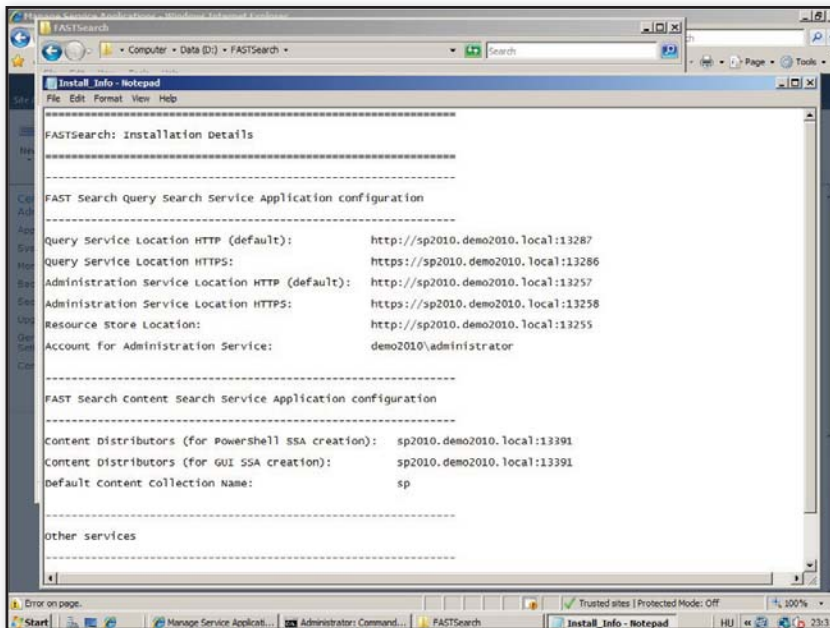 Manage Service Applications - Windows Internet Explorer
FASTSearch
Computer • Data (D:) • FASTSearch •
Search
Page • Tools •
Install_Info - Notepad
File Edit Format View Help
FASTSearch: Installation Details
FAST Search Query Search Service Application configuration
Query Service Location HTTP (default): http://sp2010.demo2010.local:13287
Query Service Location HTTPS: https://sp2010.demo2010.local:13286
Administration Service Location HTTP (default): http://sp2010.demo2010.local:13257
Administration Service Location HTTPS: https://sp2010.demo2010.local:13258
Resource Store Location: http://sp2010.demo2010.local:13255
Account for Administration Service: demo2010\administrator
FAST Search Content Search Service Application configuration
Content Distributors (for PowerShell SSA creation): sp2010.demo2010.local:13391
Content Distributors (for GUI SSA creation): sp2010.demo2010.local:13391
Default Content Collection Name: sp
Other services
Error on page. Trusted sites | Protected Mode: Off 100%
Start Manage Service Applicati... Administrator: Command... FASTSearch Install_Info - Notepad HU